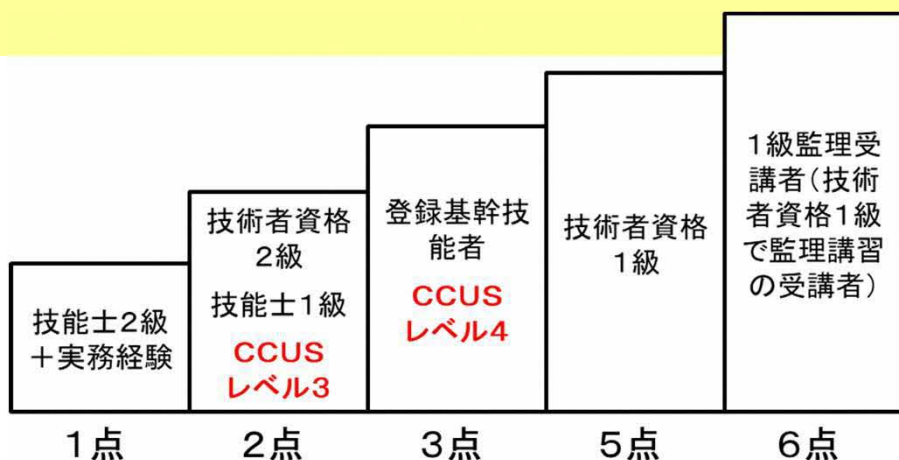 技能士2級
＋実務経験
技術者資格
2級
技能士1級
CCUS
レベル3
登録基幹技
能者
CCUS
レベル4
技術者資格
1級
1級監理受
講者（技術
者資格1級
で監理講習
の受講者）
1点
2点
3点
5点
6点